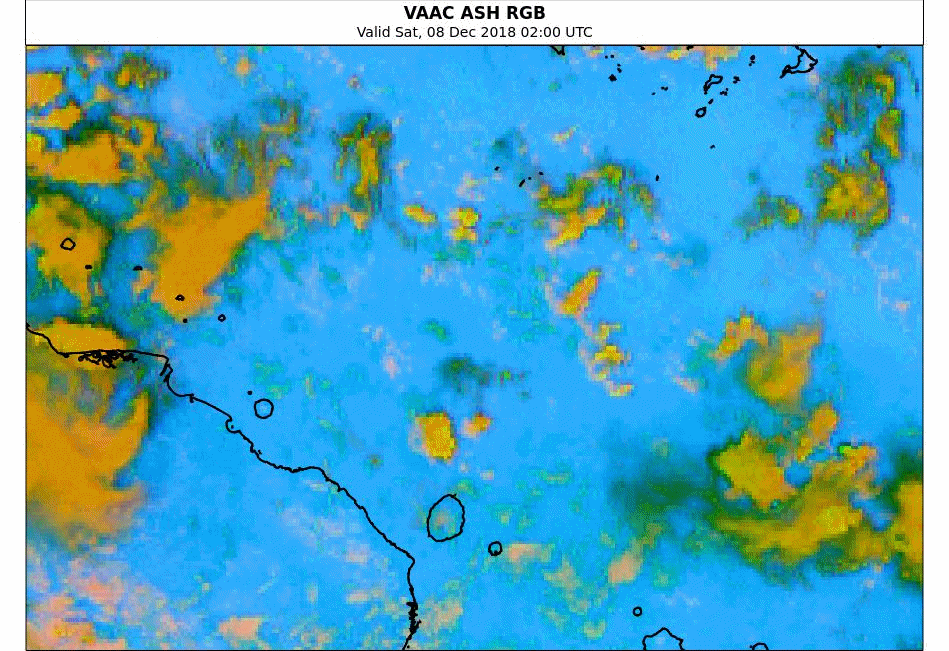 VAAC ASH RGB
Valid Sat, 08 Dec 2018 02:00 UTC